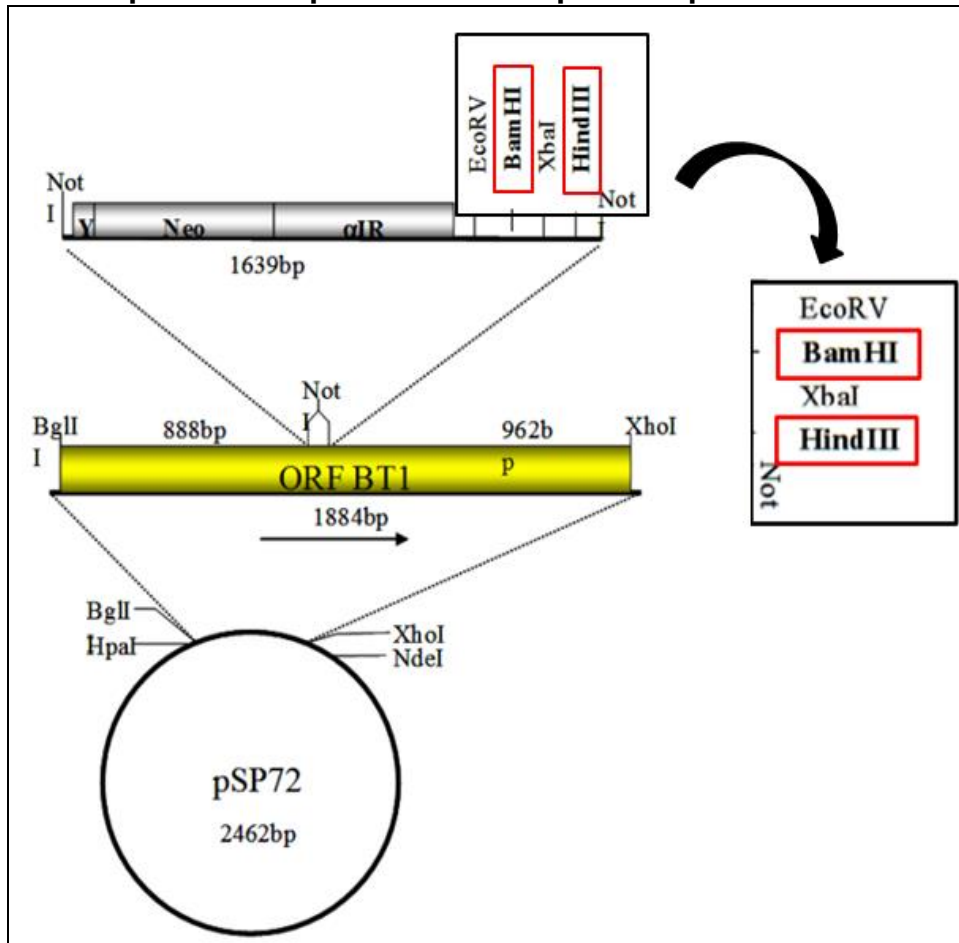 EcoRV
BamHI
XbaI
HindIII
Not
I
Not
Y
Neo
αIR
1639bp
EcoRV
BamHI
XbaI
HindIII
Not
Not
I
BglI
I
888bp
962b
p
XhoI
ORF BT1
1884bp
BglI
HpaI
XhoI
NdeI
pSP72
2462bp